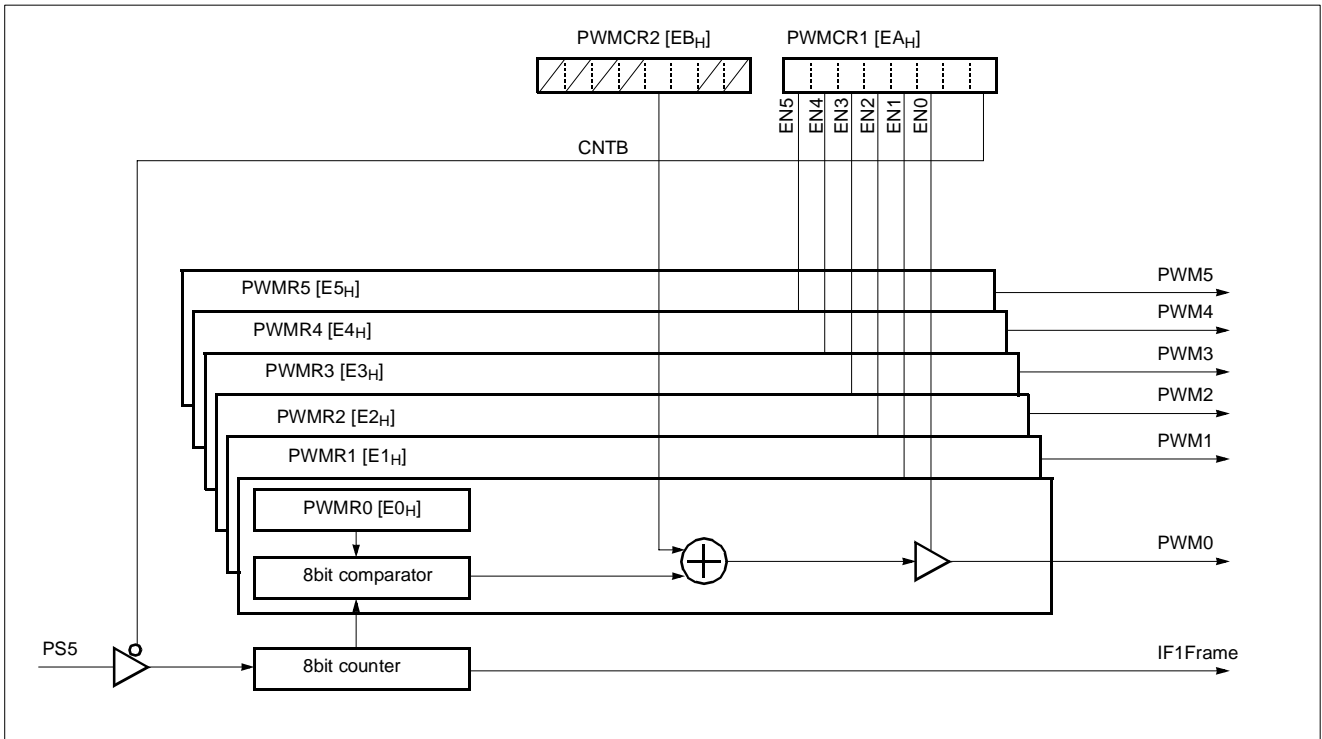 PWMCR2 [EBH] PWMCR1 [EAH]
EN5
EN4
EN3
EN2
EN1
EN0
CNTB
PWMR5 [E5H] PWM5
PWMR4 [E4H] PWM4
PWMR3 [E3H] PWM3
PWMR2 [E2H] PWM2
PWMR1 [E1H] PWM1
PWMR0 [E0H]
8bit comparator PWM0
PS5 8bit counter IF1Frame